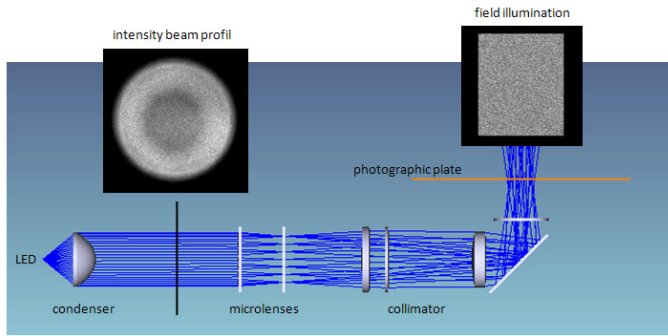 field illumination
intensity beam profil
photographic plate
LED
condenser
microlenses
collimator